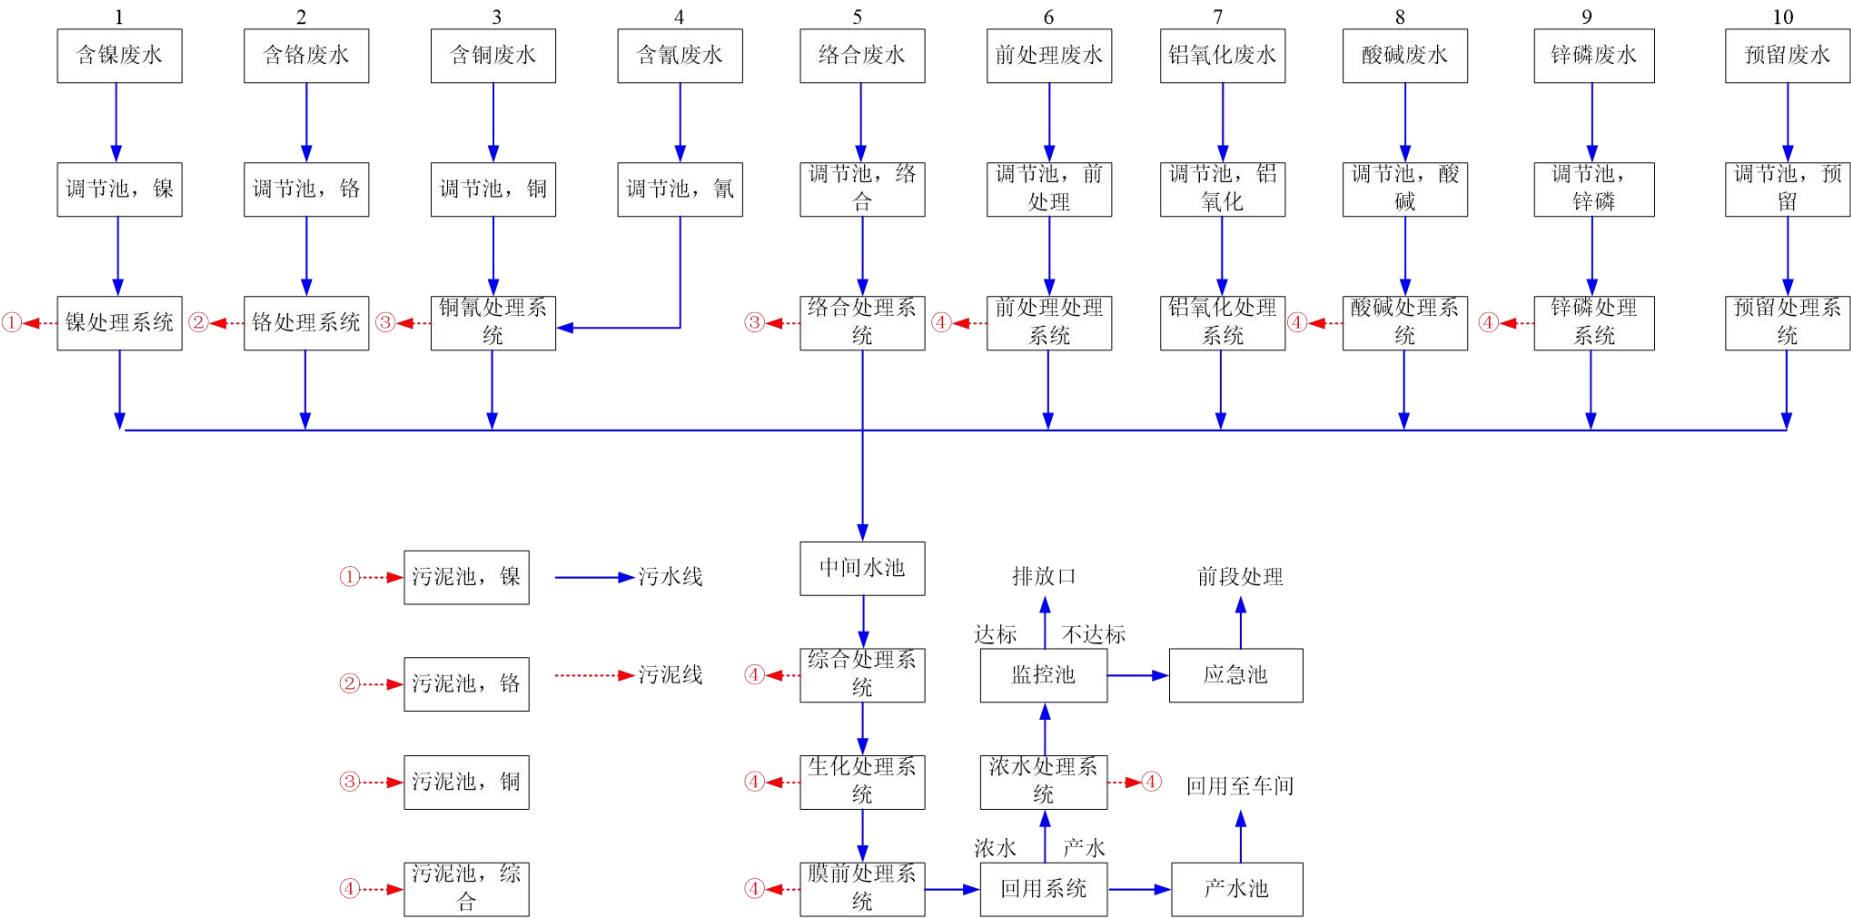 1 2 3 4 5 6 7 8 9 10
含镍废水 含铬废水 含铜废水 含氰废水 络合废水 前处理废水 铝氧化废水 酸碱废水 锌磷废水 预留废水
调节池，镍
调节池，铬
调节池，铜
调节池，氰
调节池，络
合
调节池，前
处理
调节池，铝
氧化
调节池，酸
碱
调节池，
锌磷
调节池，预
留
①
镍处理系统
②
铬处理系统
③
铜氰处理系
统
③
络合处理系
统
④
前处理处理
系统
铝氧化处理
系统
④
酸碱处理系
统
④
锌磷处理
系统
预留处理系
统
① 污泥池，镍
污水线
② 污泥池，铬
污泥线
③ 污泥池，铜
④ 污泥池，综
合
中间水池
④
综合处理系
统
④
生化处理系
统
④
膜前处理系
统
排放口
前段处理
达标
不达标
监控池
应急池
浓水处理系
统
④
回用至车间
浓水
产水
回用系统
产水池